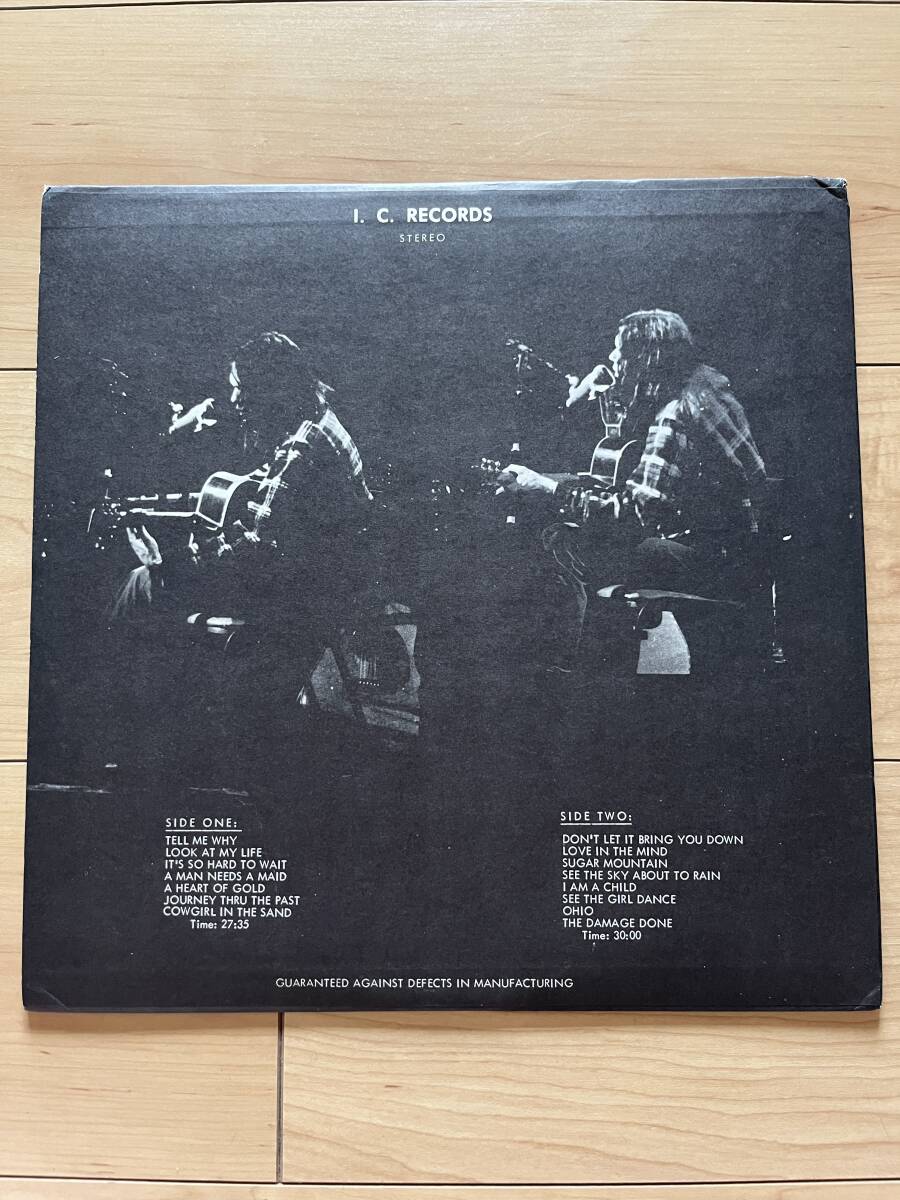 I. C. RECORDS
STEREO
SIDE ONE:
TELL ME WHY
LOOK AT MY LIFE
IT'S SO HARD TO WAIT
A MAN NEEDS A MAID
A HEART OF GOLD
JOURNEY THRU THE PAST
COWGIRL IN THE SAND
Time: 27:35
SIDE TWO:
DON'T LET IT BRING YOU DOWN
LOVE IN THE MIND
SUGAR MOUNTAIN
SEE THE SKY ABOUT TO RAIN
I AM A CHILD
SEE THE GIRL DANCE
OHIO
THE DAMAGE DONE
Time: 30:00
GUARANTEED AGAINST DEFECTS IN MANUFACTURING